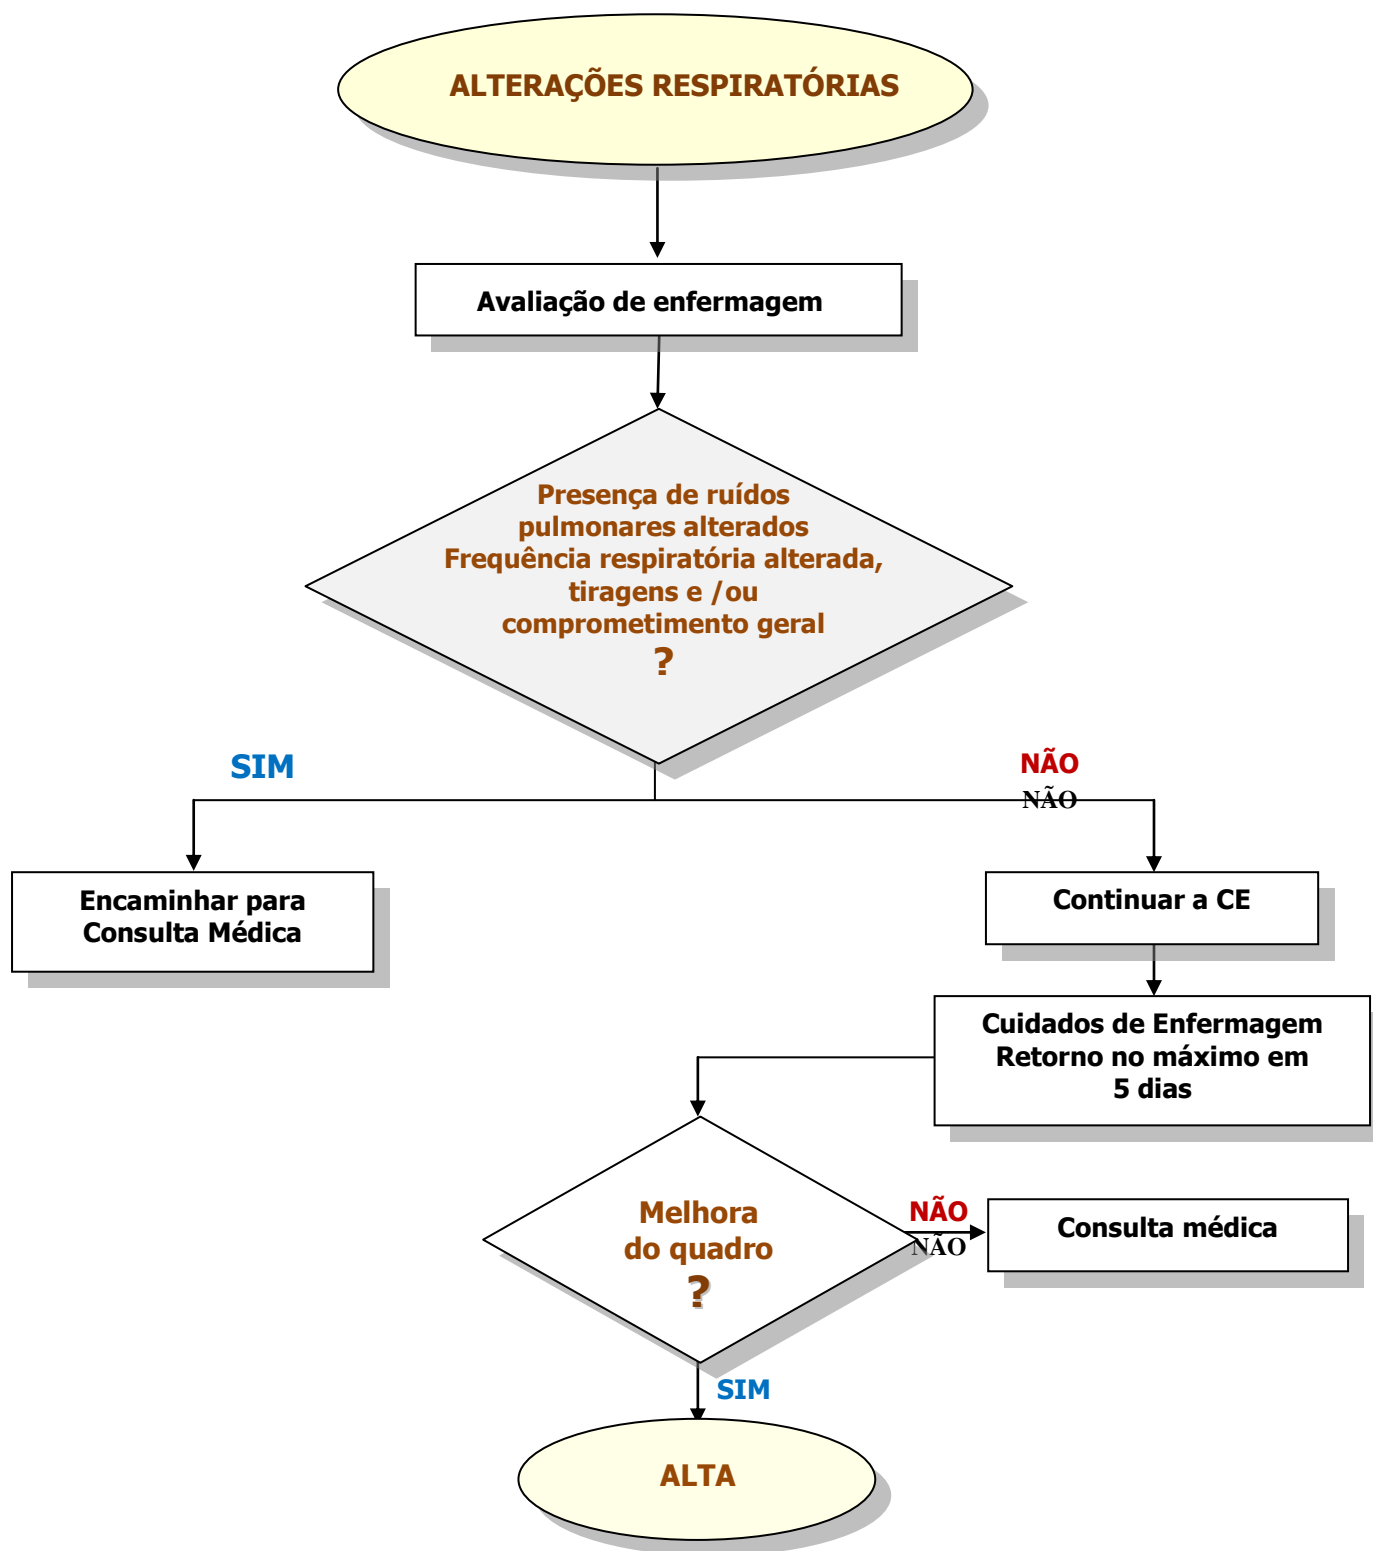 ALTERAÇÕES RESPIRATÓRIAS
Avaliação de enfermagem
Presença de ruídos
pulmonares alterados
Frequência respiratória alterada,
tiragens e /ou
comprometimento geral
?
SIM
NÃO
NÃO
Encaminhar para
Consulta Médica
Continuar a CE
Cuidados de Enfermagem
Retorno no máximo em
5 dias
Melhora
do quadro
?
NÃO
NÃO
Consulta médica
SIM
ALTA